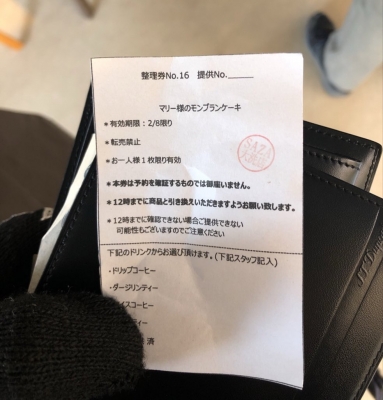 整理券No.16 提供No.______
マリー様のモンブランケーキ
*有効期限：2/8限り
*転売禁止
*お一人様１枚限り有効
*本券は予約を確証するものでは御座いません。
*12時までに商品と引き換えいただきますようお願い致します。
*12時までに確認できない場合ご提供できない
可能性もございますのでご注意ください
下記のドリンクからお選び頂けます。(下記スタッフ記入)
・ドリップコーヒー
・ダージリンティー
イスコーヒー
ティー
済